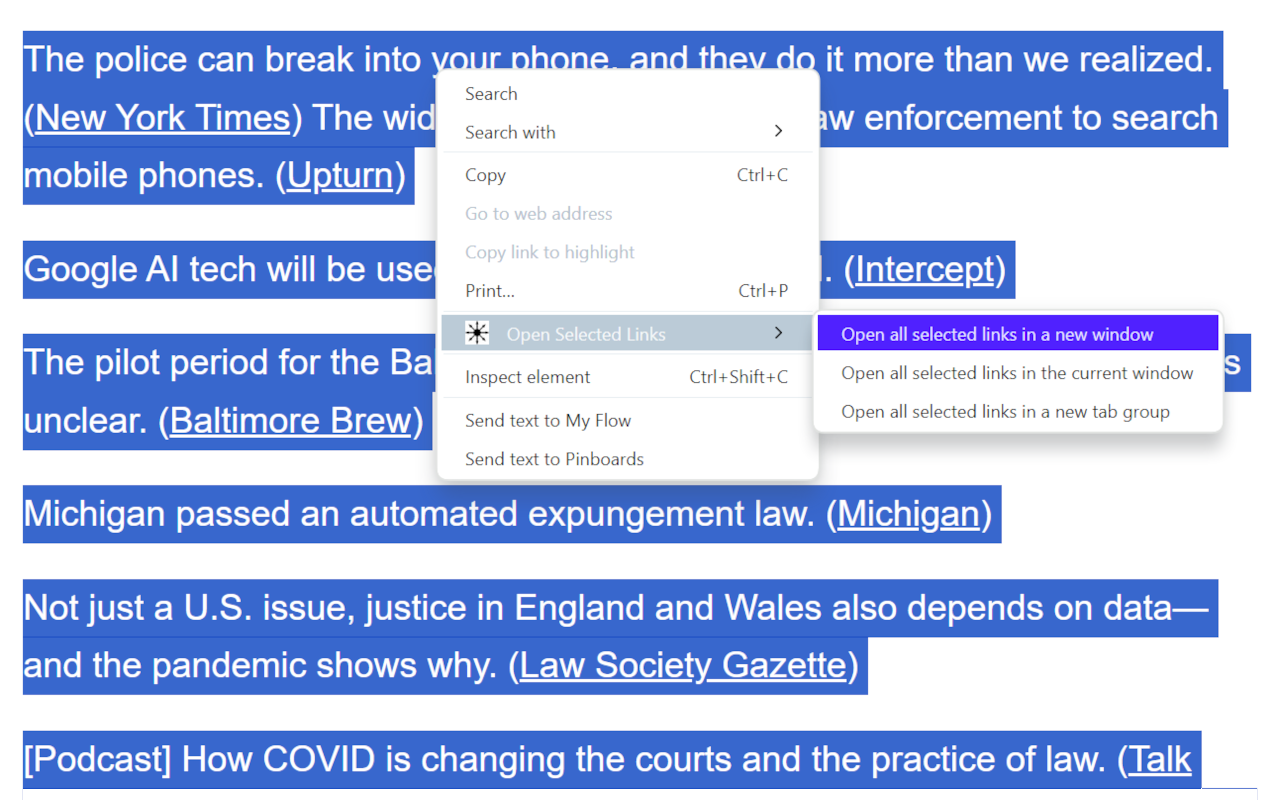 The police can break into your phone, and they do it more than we realized.
(New York Times) The wid aw enforcement to search
mobile phones. (Upturn)
Google AI tech will be used . (Intercept)
The pilot period for the Ba s
unclear. (Baltimore Brew)
Michigan passed an automated expungement law. (Michigan)
Not just a U.S. issue, justice in England and Wales also depends on data—
and the pandemic shows why. (Law Society Gazette)
[Podcast] How COVID is changing the courts and the practice of law. (Talk
Search
Search with
Copy Ctrl+C
Go to web address
Copy link to highlight
Print... Ctrl+P
Open Selected Links
Inspect element Ctrl+Shift+C
Send text to My Flow
Send text to Pinboards
Open all selected links in a new window
Open all selected links in the current window
Open all selected links in a new tab group